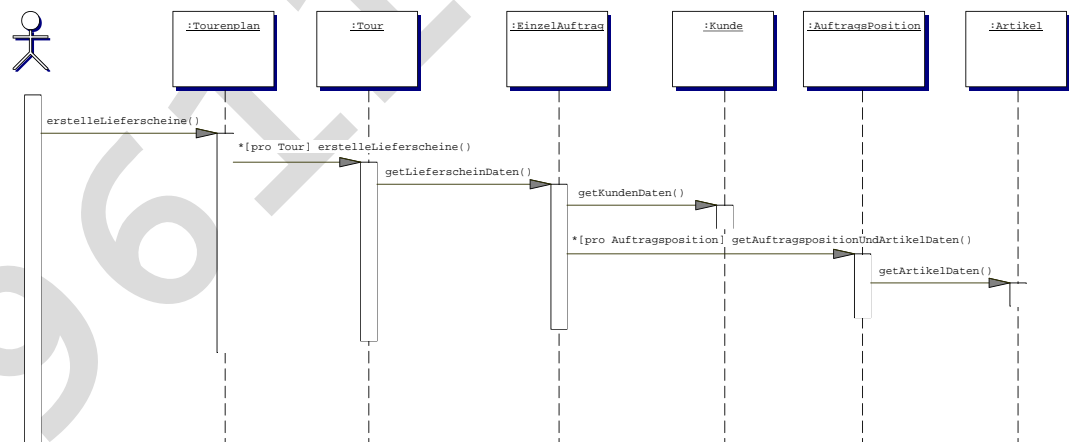 :Tourenplan
:Tour
:EinzelAuftrag
:Kunde
:AuftragsPosition
:Artikel
erstelleLieferscheine()
*[pro Tour] erstelleLieferscheine()
getLieferscheinDaten()
getKundenDaten()
*[pro Auftragsposition] getAuftragspositionUndArtikelDaten()
getArtikelDaten()